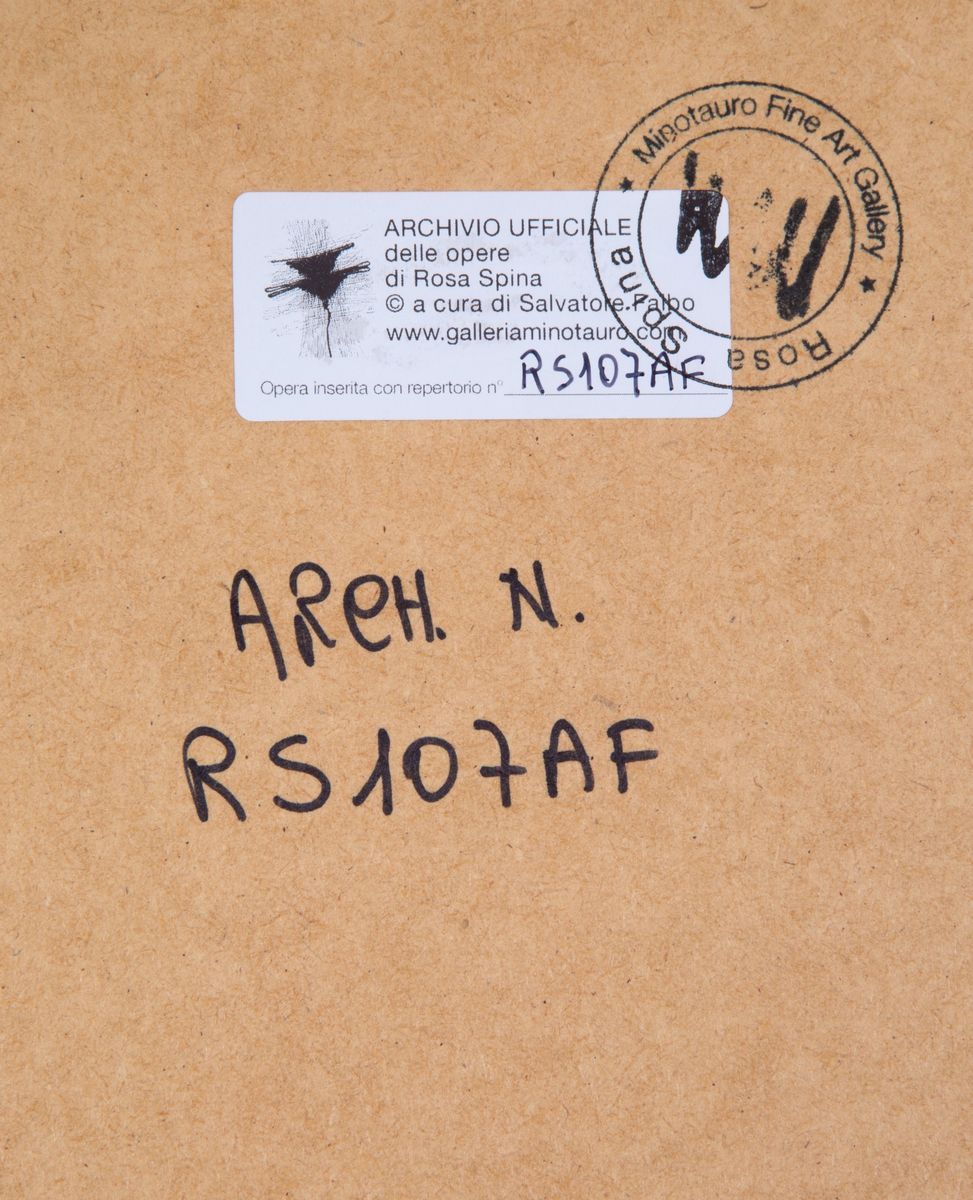 Minotauro Fine Art Gallery
Rosa Spina
ARCHIVIO UFFICIALE
delle opere
di Rosa Spina
© a cura di Salvatore Falbo
www.galleriaminotauro.com
Opera inserita con repertorio n° RS107AF
ARCH. N.
RS107AF